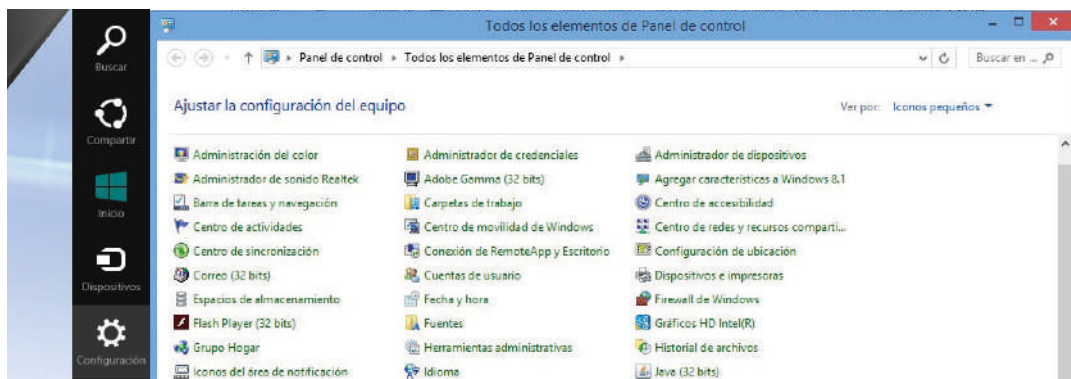 Todos los elementos de Panel de control
Panel de control ▸ Todos los elementos de Panel de control ▸
Buscar en ...
Buscar
Compartir
Inicio
Dispositivos
Configuración
Ajustar la configuración del equipo
Ver por: Iconos pequeños
Administración del color
Administrador de credenciales
Administrador de dispositivos
Administrador de sonido Realtek
Adobe Gamma (32 bits)
Agregar características a Windows 8.1
Barra de tareas y navegación
Carpetas de trabajo
Centro de accesibilidad
Centro de actividades
Centro de movilidad de Windows
Centro de redes y recursos comparti...
Centro de sincronización
Conexión de RemoteApp y Escritorio
Configuración de ubicación
Correo (32 bits)
Cuentas de usuario
Dispositivos e impresoras
Espacios de almacenamiento
Fecha y hora
Firewall de Windows
Flash Player (32 bits)
Fuentes
Gráficos HD Intel(R)
Grupo Hogar
Herramientas administrativas
Historial de archivos
Iconos del área de notificación
Idioma
Java (32 bits)